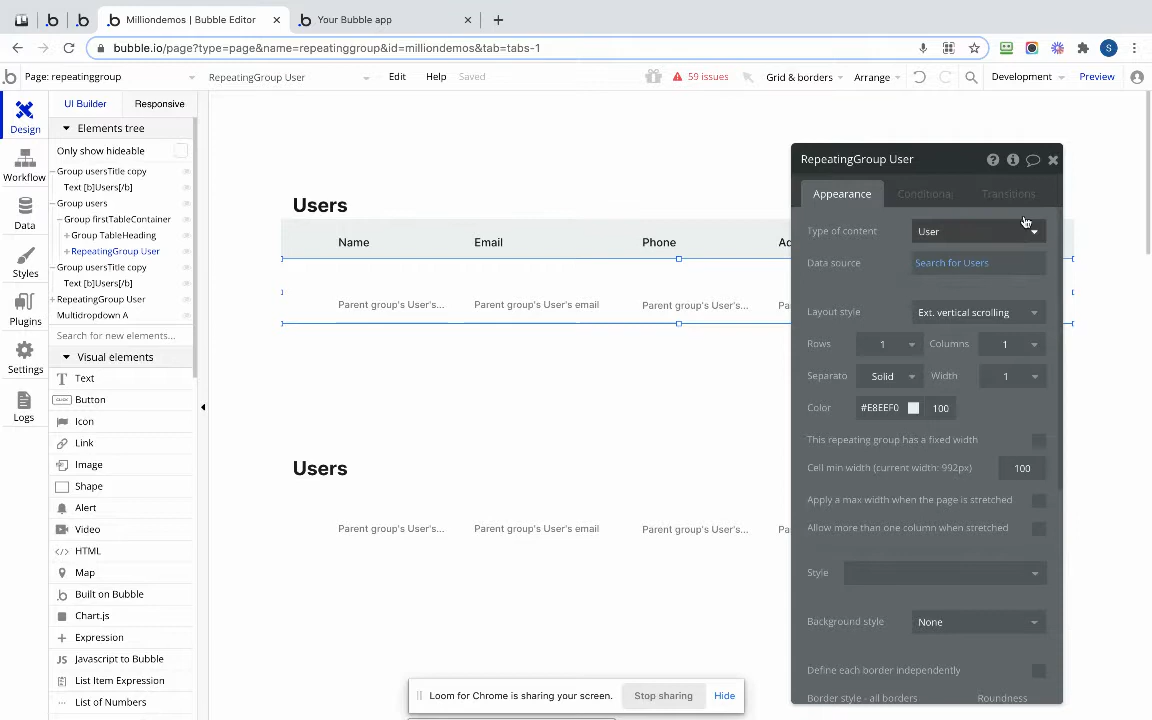 Milliondemos | Bubble Editor
Your Bubble app
bubble.io/page?type=page&name=repeatinggroup&id=milliondemos&tab=tabs-1
S
Page: repeatinggroup
RepeatingGroup User
Edit
Help
Saved
59 issues
Grid & borders
Arrange
Development
Preview
Design
Workflow
Data
Styles
Plugins
Settings
Logs
UI Builder
Responsive
Elements tree
Only show hideable
Group usersTitle copy
Text [b]Users[/b]
Group users
Group firstTableContainer
Group TableHeading
RepeatingGroup User
Group usersTitle copy
Text [b]Users[/b]
RepeatingGroup User
Multidropdown A
Search for new elements...
Visual elements
Text
Button
Icon
Link
Image
Shape
Alert
Video
HTML
Map
Built on Bubble
Chart.js
Expression
Javascript to Bubble
List Item Expression
List of Numbers
Users
Name
Email
Phone
Ad
Parent group's User's...
Parent group's User's email
Parent group's User's...
Pa
Users
Parent group's User's...
Parent group's User's email
Parent group's User's...
Pa
RepeatingGroup User
Appearance
Conditional
Transitions
Type of content
User
Data source
Search for Users
Layout style
Ext. vertical scrolling
Rows
1
Columns
1
Separato
Solid
Width
1
Color
#E8EEF0
100
This repeating group has a fixed width
Cell min width (current width: 992px)
100
Apply a max width when the page is stretched
Allow more than one column when stretched
Style
Background style
None
Define each border independently
Border style - all borders
Roundness
Loom for Chrome is sharing your screen.
Stop sharing
Hide